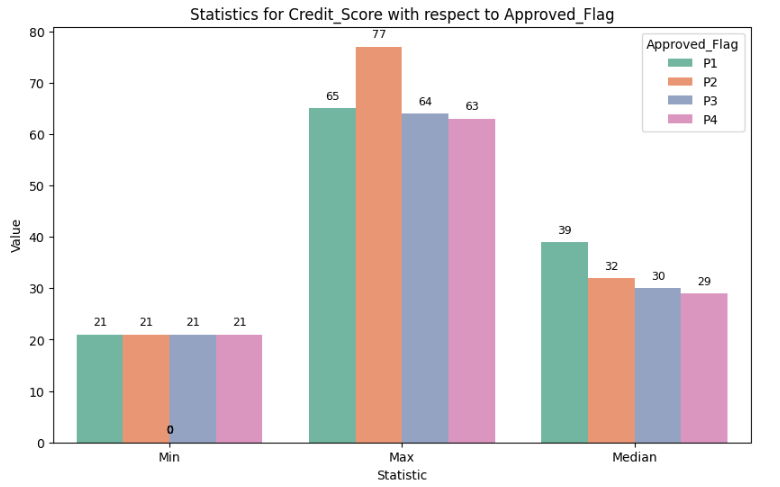 Statistics for Credit_Score with respect to Approved_Flag
80
70
60
50
40
30
20
10
0
Value
21
21
21
21
0
65
77
64
63
39
32
30
29
Approved_Flag
P1
P2
P3
P4
Min
Max
Median
Statistic